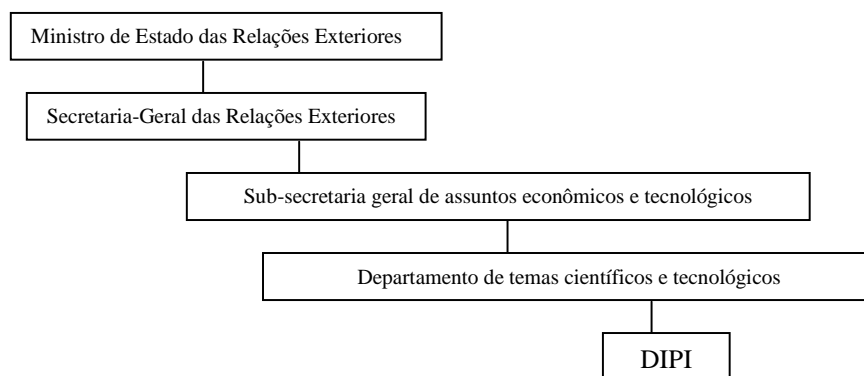 Ministro de Estado das Relações Exteriores
Secretaria-Geral das Relações Exteriores
Sub-secretaria geral de assuntos econômicos e tecnológicos
Departamento de temas científicos e tecnológicos
DIPI